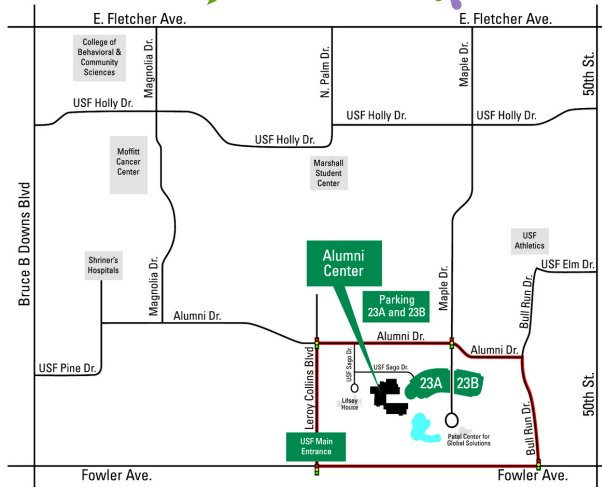 E. Fletcher Ave.
E. Fletcher Ave.
College of
Behavioral &
Community
Sciences
Magnolia Dr.
N. Palm Dr.
Maple Dr.
50th St.
USF Holly Dr.
USF Holly Dr.
USF Holly Dr.
USF Holly Dr.
Moffitt
Cancer
Center
Marshall
Student
Center
Bruce B Downs Blvd
Shriner's
Hospitals
Magnolia Dr.
Alumni
Center
USF
Athletics
USF Elm Dr.
Parking
23A and 23B
Maple Dr.
Bull Run Dr.
Alumni Dr.
Alumni Dr.
Alumni Dr.
USF Pine Dr.
Leroy Collins Blvd
USF Sago Dr.
USF Sago Dr.
23A
23B
Lifsey
House
50th St.
Bull Run Dr.
USF Main
Entrance
Patel Center for
Global Solutions
Fowler Ave.
Fowler Ave.